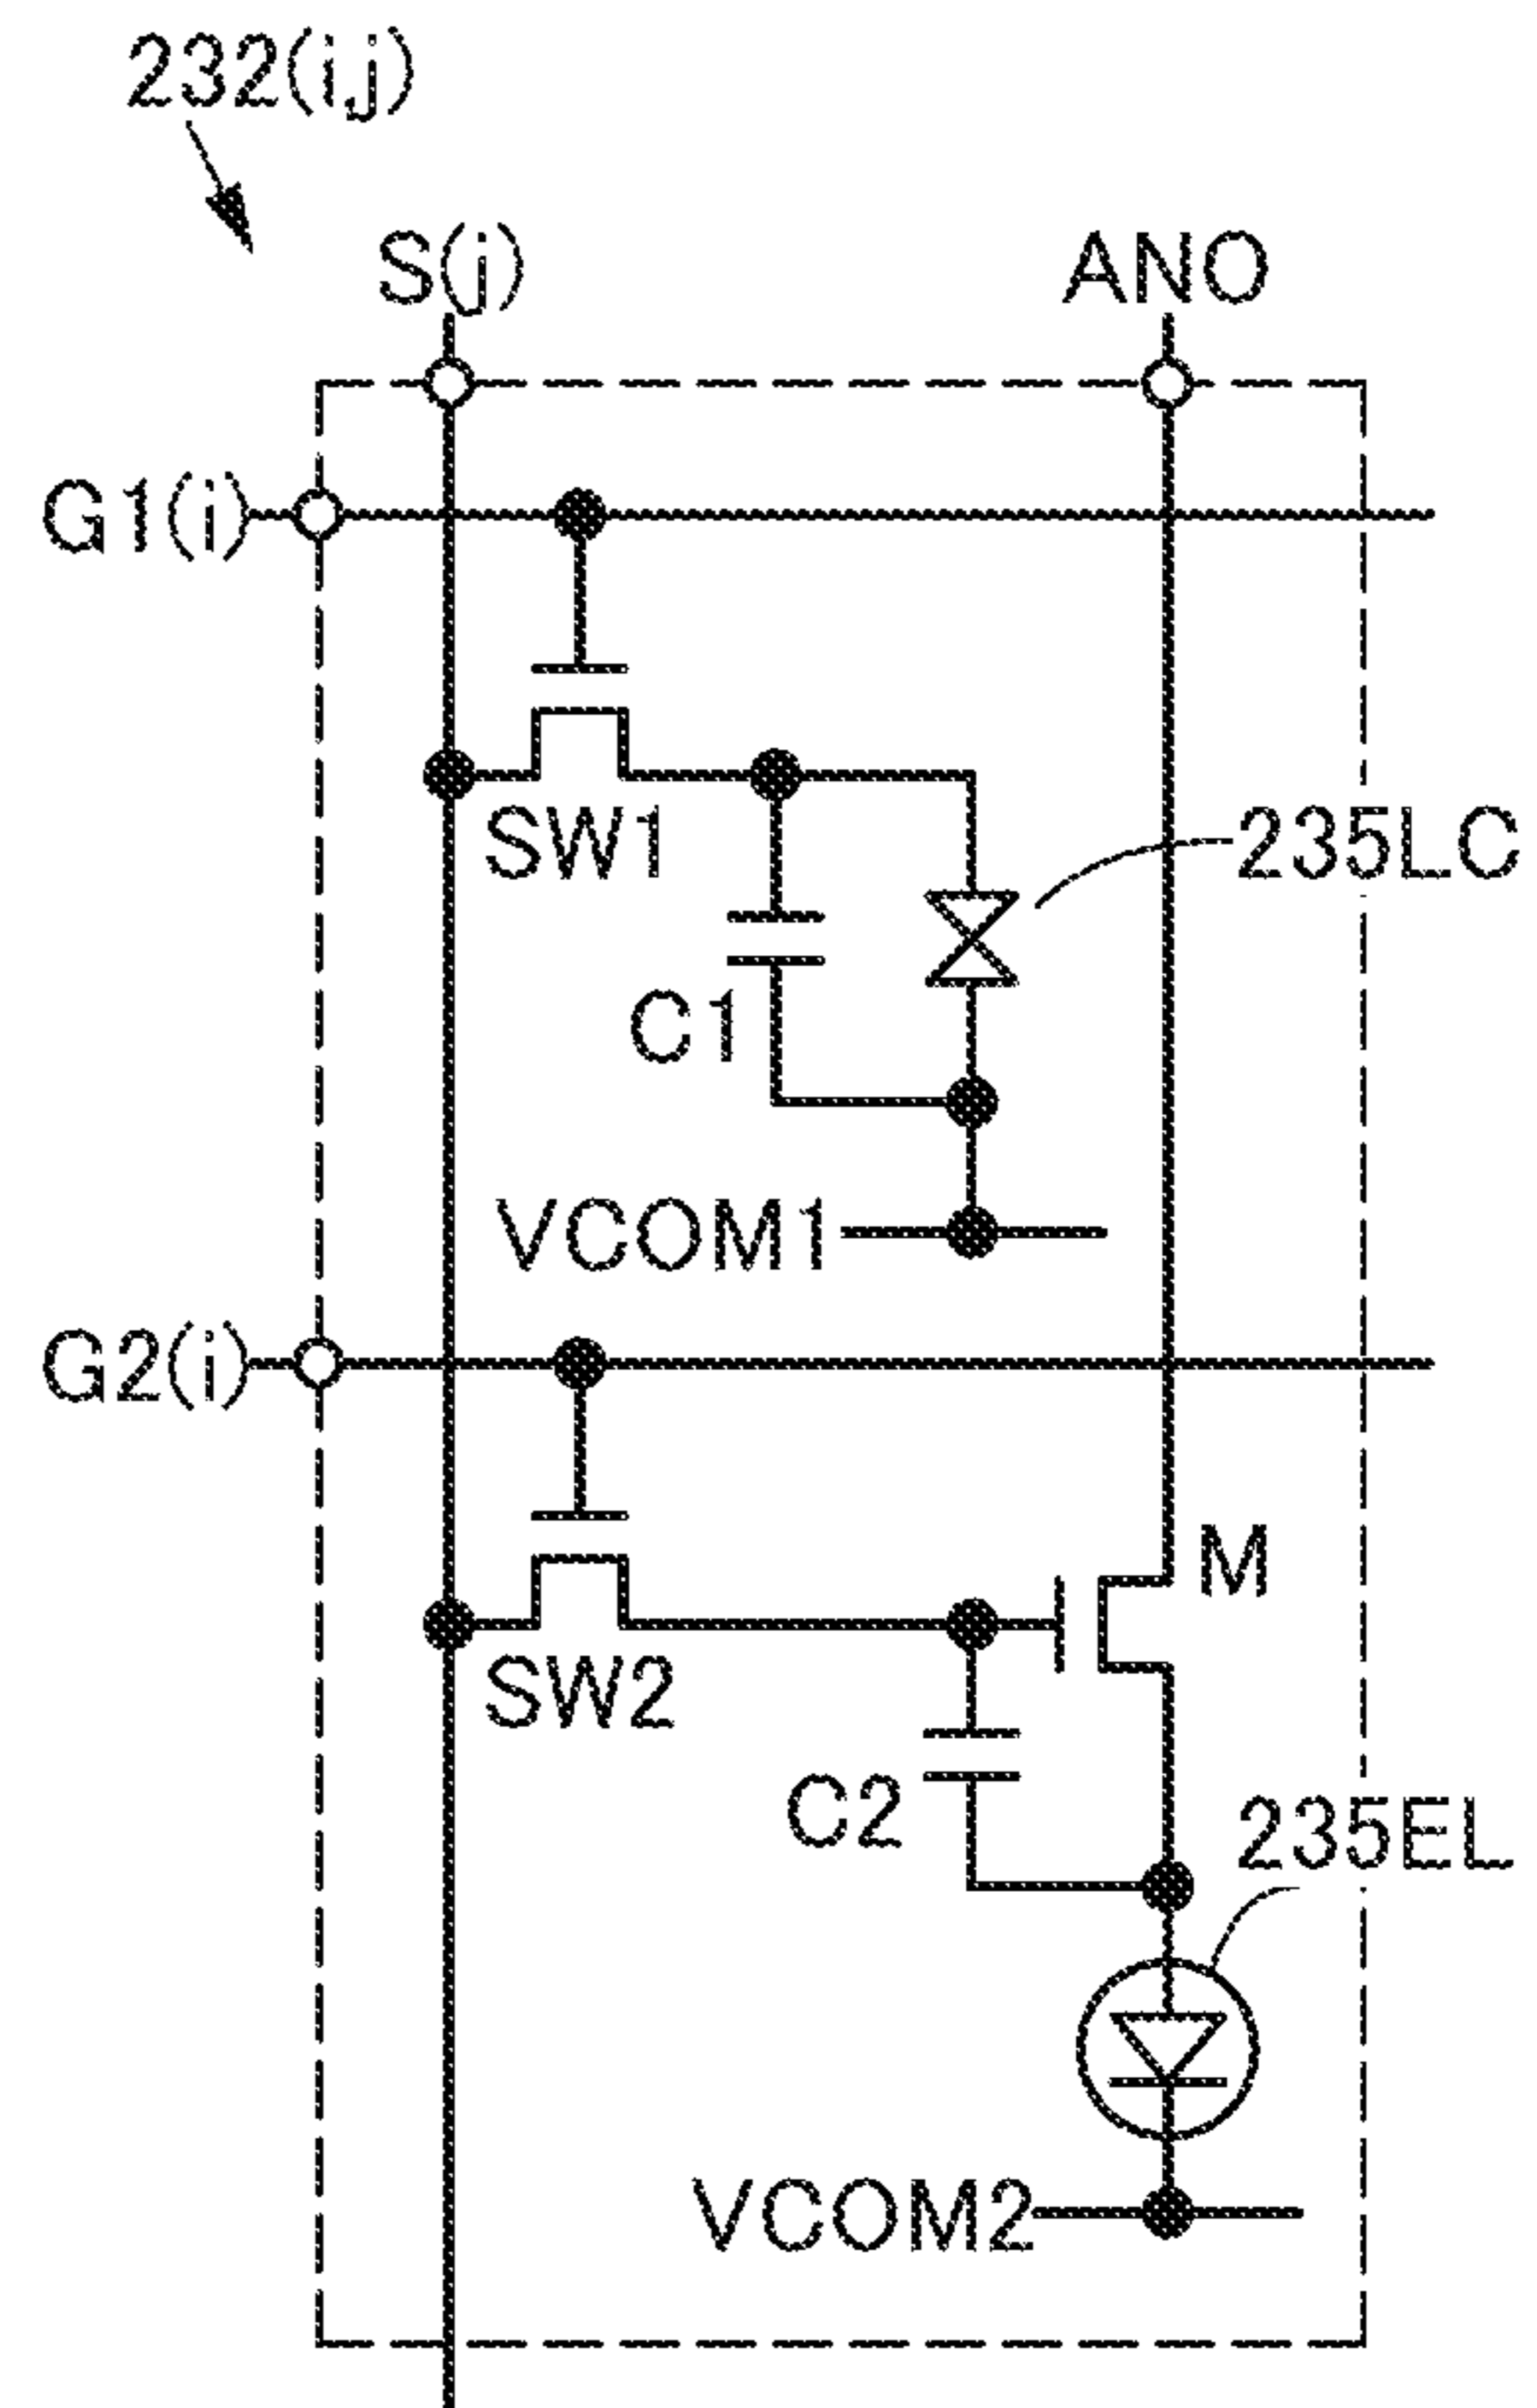 232(i,j)
S(j)
ANO
G1(i)
SW1
235LC
C1
VCOM1
G2(i)
M
SW2
C2
235EL
VCOM2